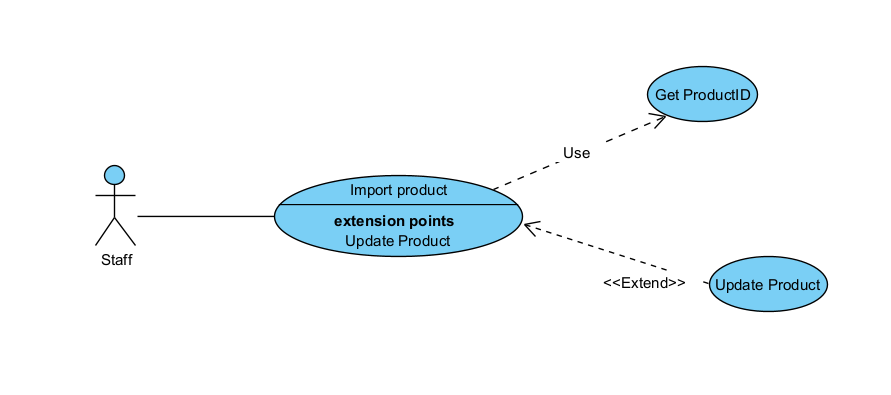 Get ProductID
Use
Import product
extension points
Update Product
Staff
<<Extend>>
Update Product